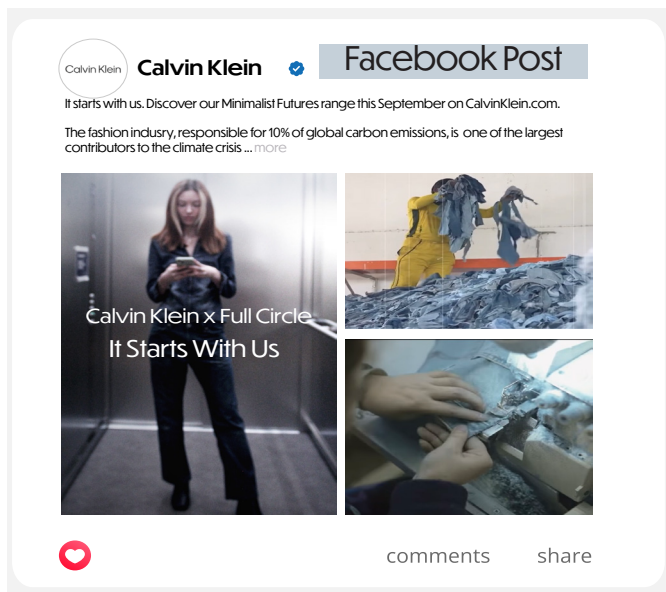 Calvin Klein
Calvin Klein
Facebook Post
It starts with us. Discover our Minimalist Futures range this September on CalvinKlein.com.
The fashion indusry, responsible for 10% of global carbon emissions, is one of the largest
contributors to the climate crisis ... more
Calvin Klein x Full Circle
It Starts With Us
comments
share